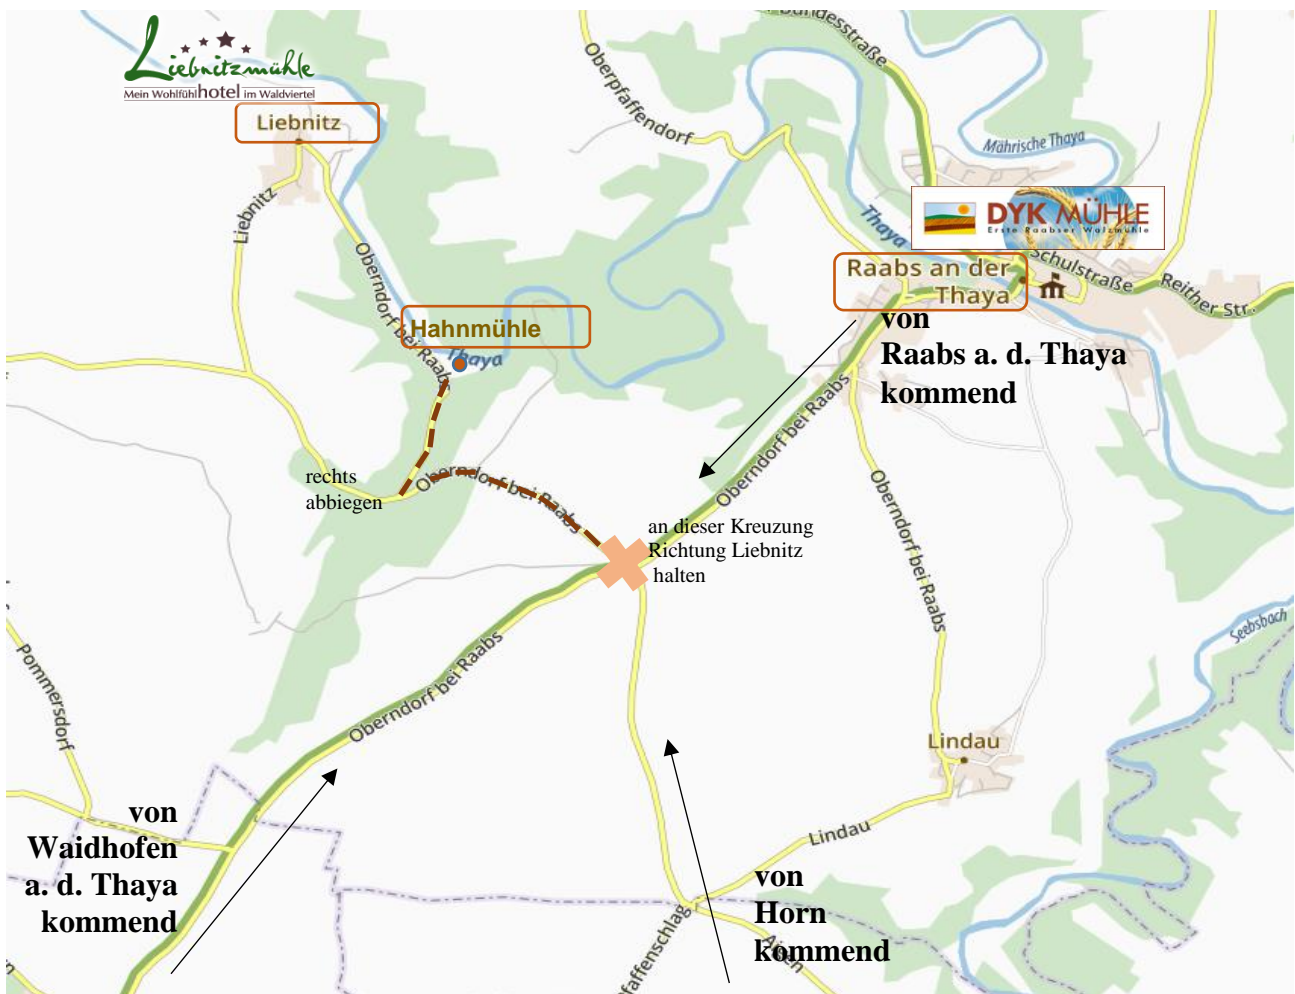 Liebnitzmühle
Mein Wohlfühlhotel im Waldviertel
Liebnitz
Liebnitz
Oberndorf bei Raabs
Hahnmühle
Thaya
Oberpfaffendorf
Bundesstraße
Mährische Thaya
Thaya
DYK MÜHLE
Erste Raabser Walzmühle
Raabs an der
Thaya
Schulstraße
Reither Str.
von
Raabs a. d. Thaya
kommend
Oberndorf bei Raabs
Oberndorf bei Raabs
rechts
abbiegen
Oberndorf bei Raabs
an dieser Kreuzung
Richtung Liebnitz
halten
Seebsbach
Pommersdorf
Oberndorf bei Raabs
Lindau
Lindau
von
Waidhofen
a. d. Thaya
kommend
von
Horn
kommend